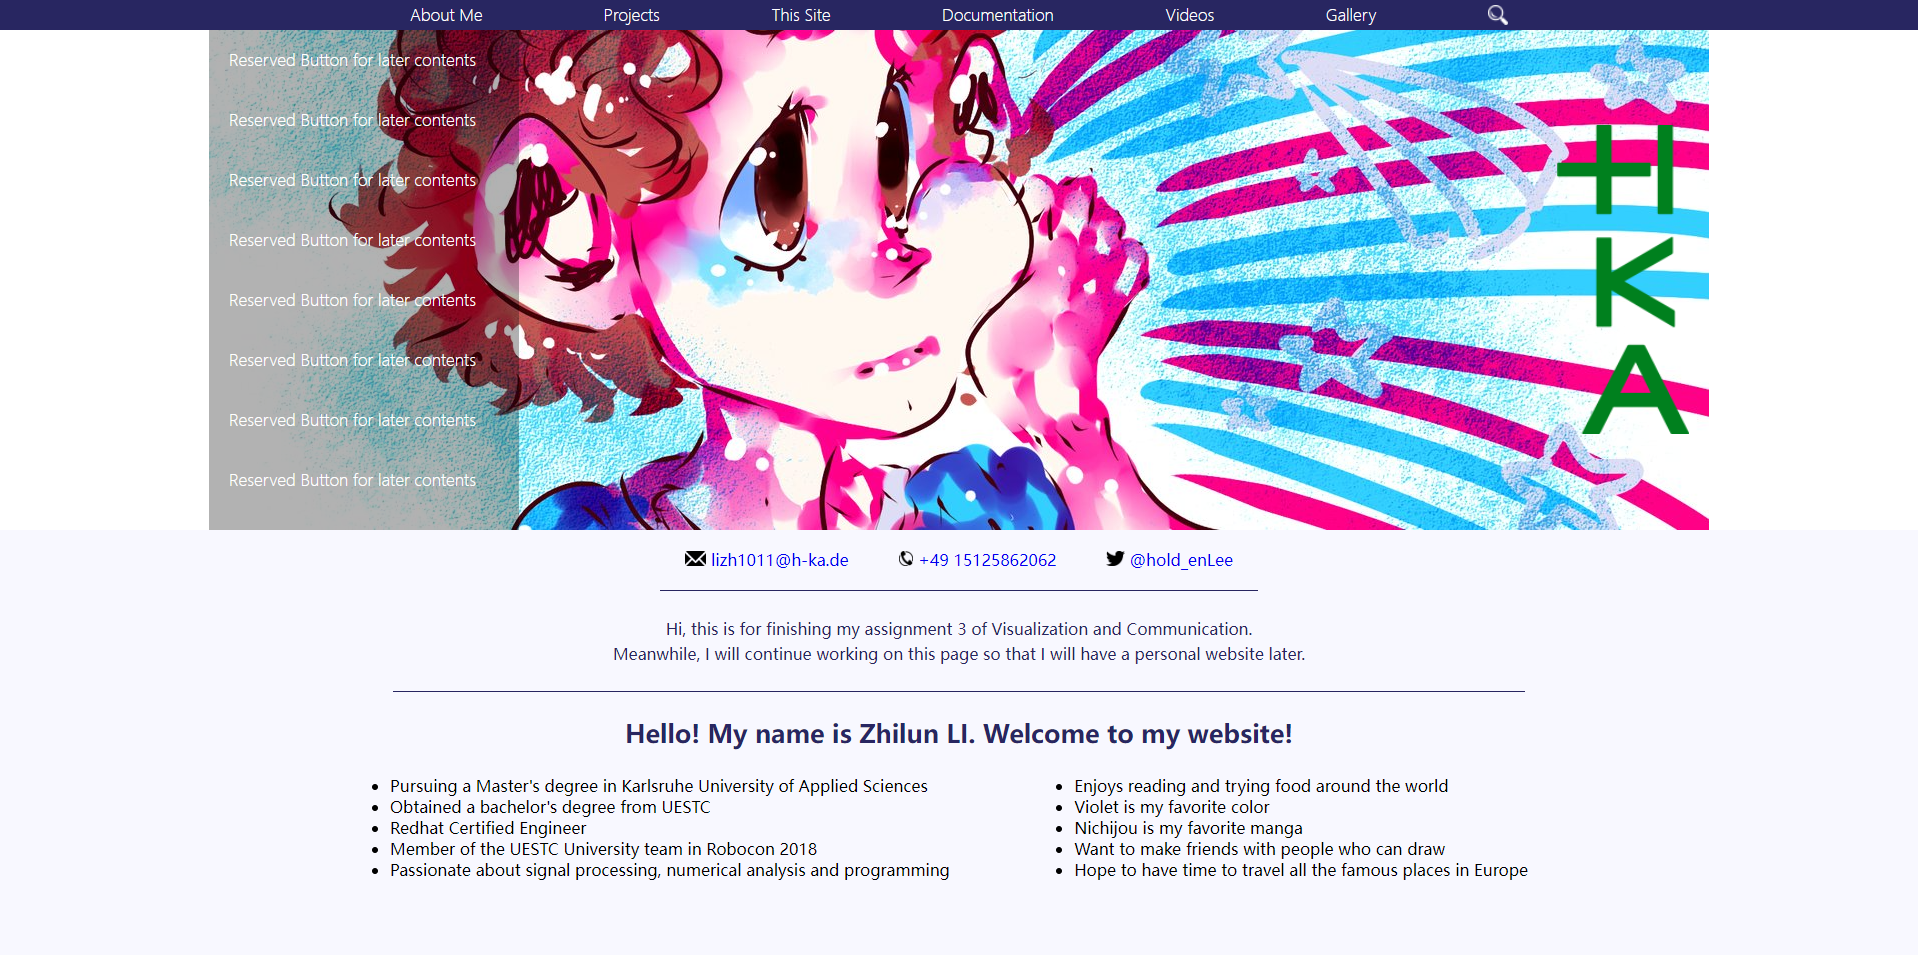 About Me Projects This Site Documentation Videos Gallery
Reserved Button for later contents
Reserved Button for later contents
Reserved Button for later contents
Reserved Button for later contents
Reserved Button for later contents
Reserved Button for later contents
Reserved Button for later contents
Reserved Button for later contents
H
K
A
lizh1011@h-ka.de +49 15125862062 @hold_enLee
Hi, this is for finishing my assignment 3 of Visualization and Communication.
Meanwhile, I will continue working on this page so that I will have a personal website later.
Hello! My name is Zhilun LI. Welcome to my website!
Pursuing a Master's degree in Karlsruhe University of Applied Sciences
Obtained a bachelor's degree from UESTC
Redhat Certified Engineer
Member of the UESTC University team in Robocon 2018
Passionate about signal processing, numerical analysis and programming
Enjoys reading and trying food around the world
Violet is my favorite color
Nichijou is my favorite manga
Want to make friends with people who can draw
Hope to have time to travel all the famous places in Europe